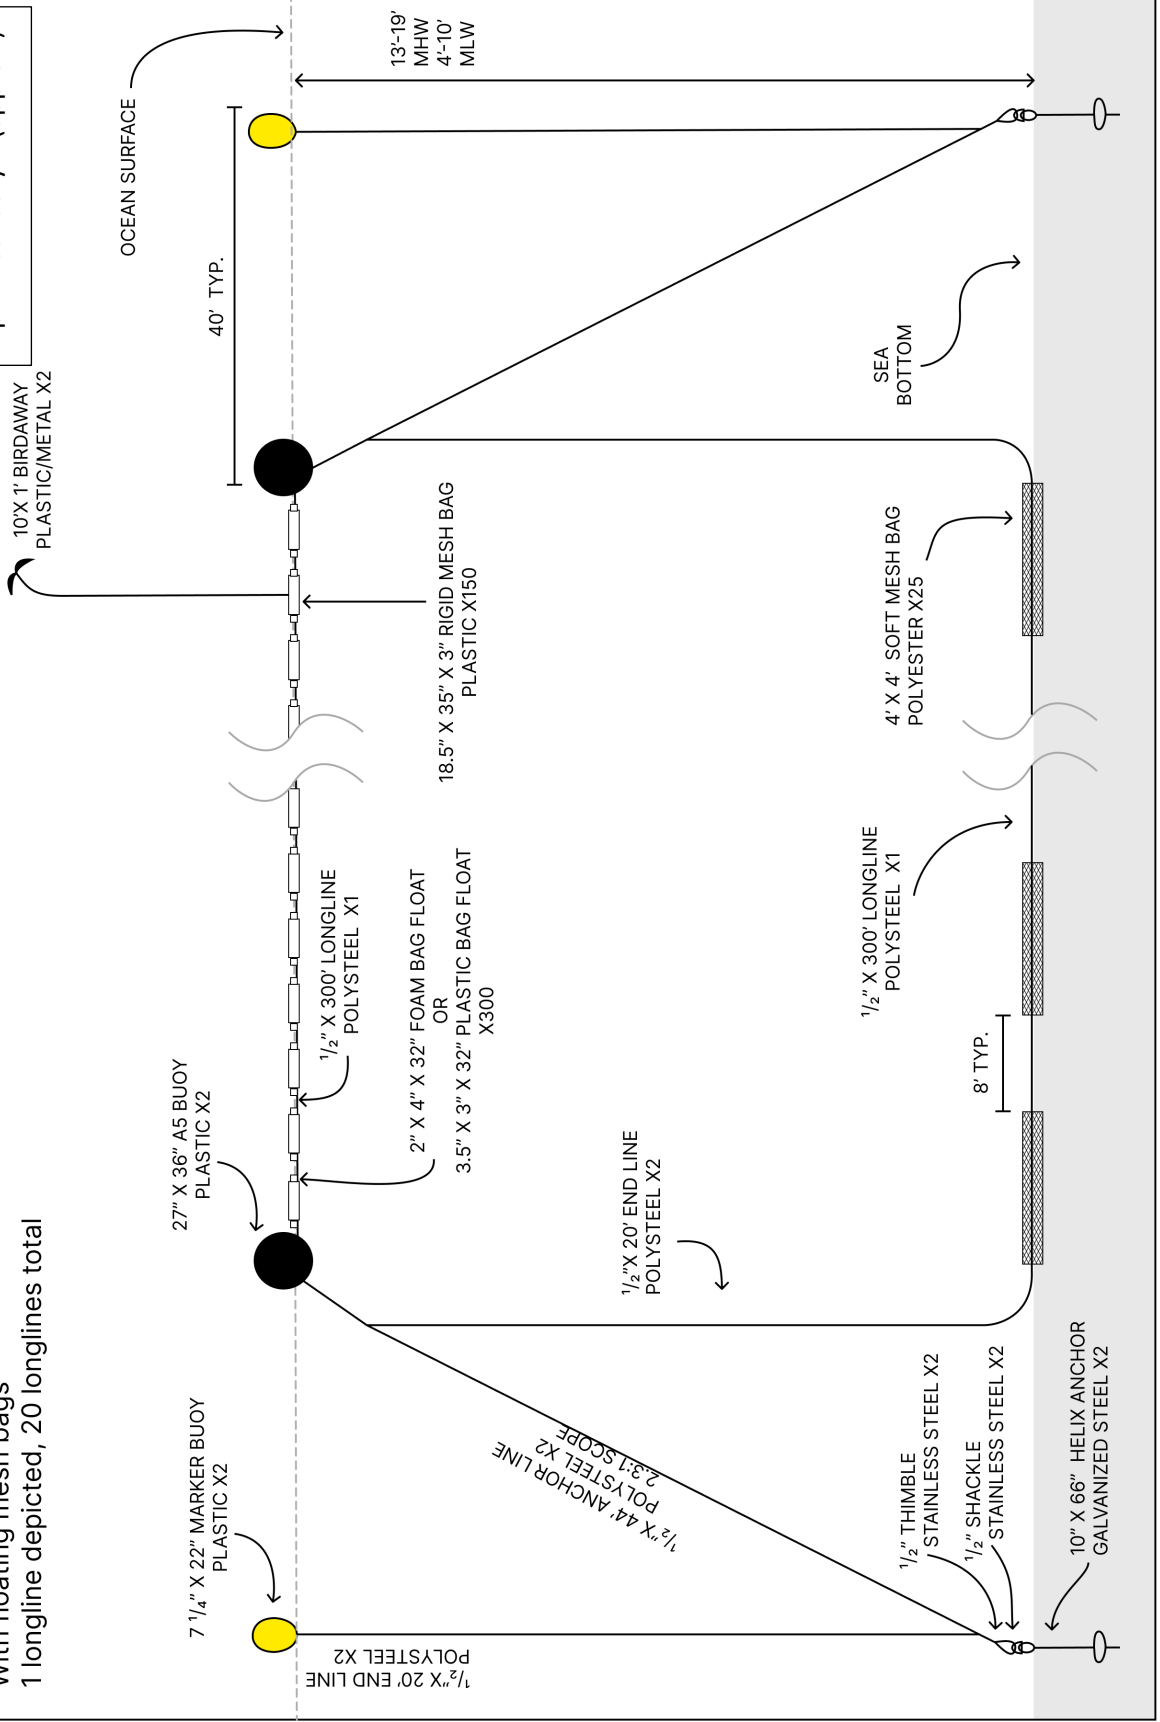 with floating mesh bags
1 longline depicted, 20 longlines total
7 ¹/₄" X 22" MARKER BUOY
PLASTIC X2
27" X 36" A5 BUOY
PLASTIC X2
10'X 1' BIRDAWAY
PLASTIC/METAL X2
40' TYP.
OCEAN SURFACE
13'-19'
MHW
4'-10'
MLW
¹/₂"X 20' END LINE
POLYSTEEL X2
¹/₂" X 300' LONGLINE
POLYSTEEL X1
2" X 4" X 32" FOAM BAG FLOAT
OR
3.5" X 3" X 32" PLASTIC BAG FLOAT
X300
18.5" X 35" X 3" RIGID MESH BAG
PLASTIC X150
¹/₂"X 44' ANCHOR LINE
POLYSTEEL X2
2.3:1 SCOPE
¹/₂"X 20' END LINE
POLYSTEEL X2
¹/₂" X 300' LONGLINE
POLYSTEEL X1
4' X 4' SOFT MESH BAG
POLYESTER X25
SEA
BOTTOM
8' TYP.
¹/₂" THIMBLE
STAINLESS STEEL X2
¹/₂" SHACKLE
STAINLESS STEEL X2
10" X 66" HELIX ANCHOR
GALVANIZED STEEL X2